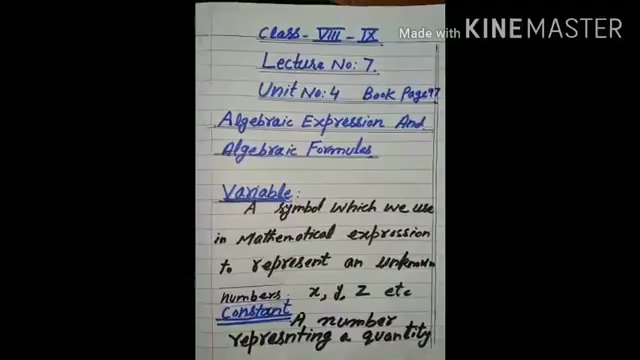 Made with KINEMASTER
Class - VIII - IX
Lecture No: 7.
Unit No: 4 Book Page 97
Algebraic Expression And
Algebraic Formulas
Variable:
A symbol which we use
in Mathematical expression
to represent an unknown
numbers: x, y, z etc
Constant
A number
represnting a quantity